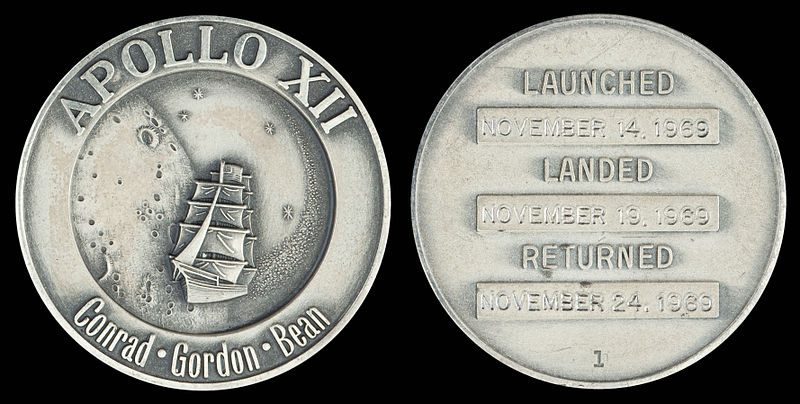 APOLLO XII
Conrad • Gordon • Bean
LAUNCHED
NOVEMBER 14, 1969
LANDED
NOVEMBER 19, 1969
RETURNED
NOVEMBER 24, 1969
1